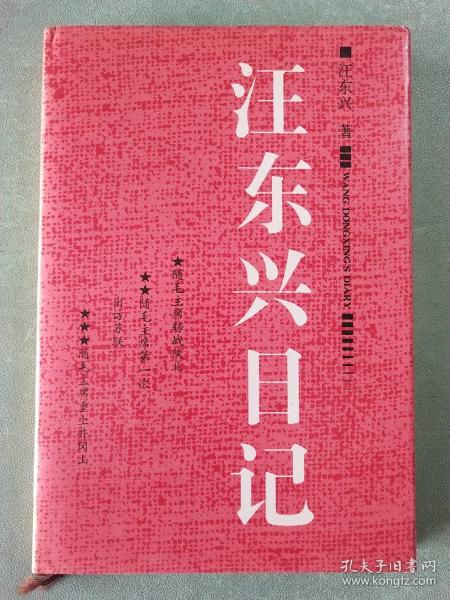 汪东兴 著
WANG DONGXING'S DIARY
汪东兴日记
★随毛主席转战陕北
★★随毛主席第一次
出访苏联
★★★随毛主席重上井冈山
孔夫子旧书网
www.kongfz.com